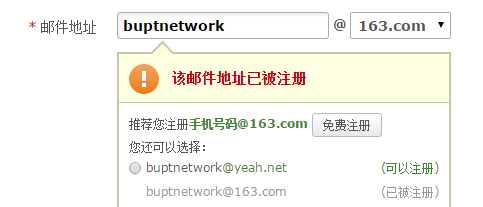 * 邮件地址 buptnetwork @ 163.com
该邮件地址已被注册
推荐您注册手机号码@163.com 免费注册
您还可以选择：
buptnetwork@yeah.net (可以注册)
buptnetwork@163.com (已被注册)